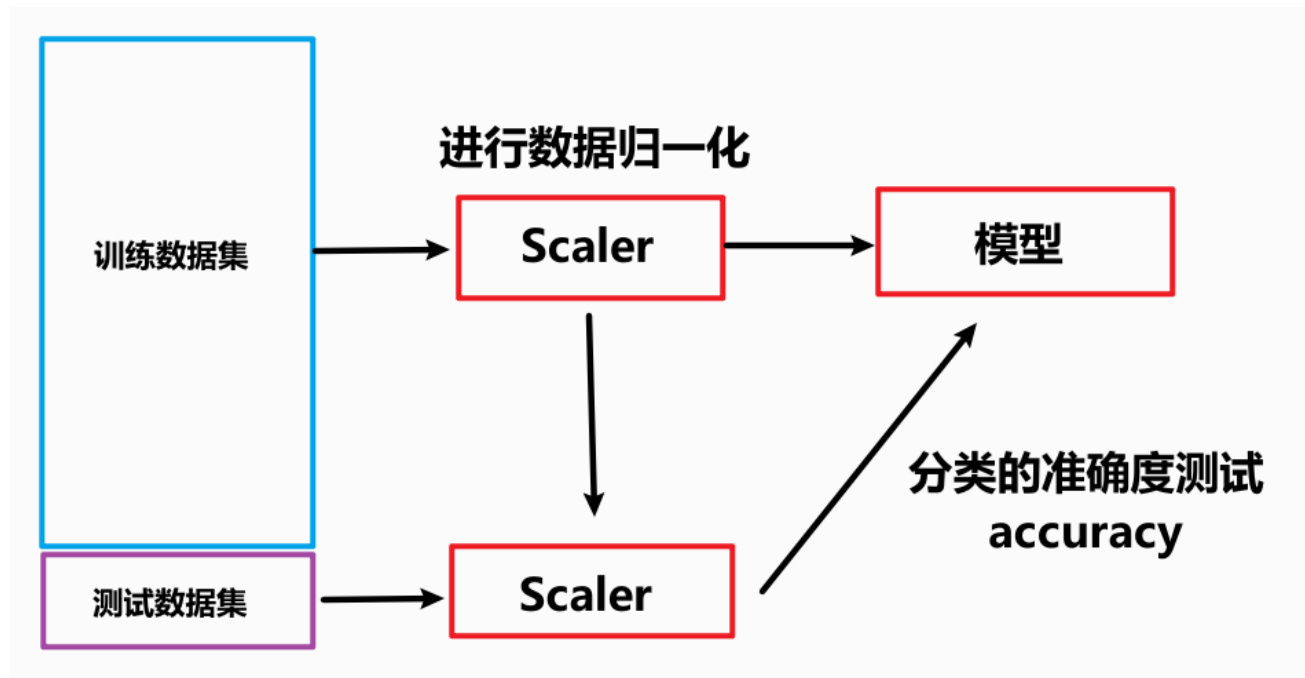 进行数据归一化
训练数据集
Scaler
模型
分类的准确度测试
accuracy
测试数据集
Scaler